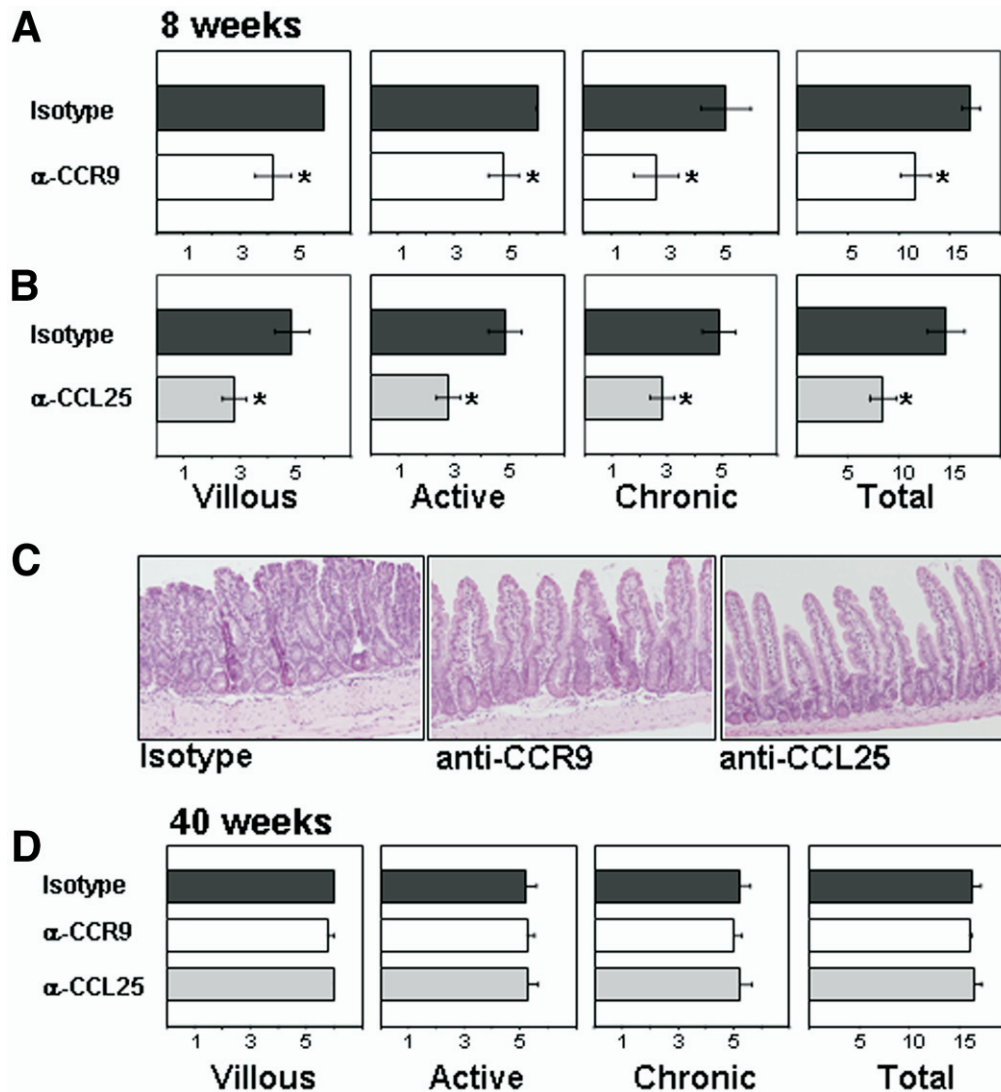 A 8 weeks
Isotype
α-CCR9 * * * *
1 3 5 1 3 5 1 3 5 5 10 15
B
Isotype
α-CCL25 * * * *
1 3 5 1 3 5 1 3 5 5 10 15
Villous Active Chronic Total
C
Isotype anti-CCR9 anti-CCL25
40 weeks
D
Isotype
α-CCR9
α-CCL25
1 3 5 1 3 5 1 3 5 5 10 15
Villous Active Chronic Total